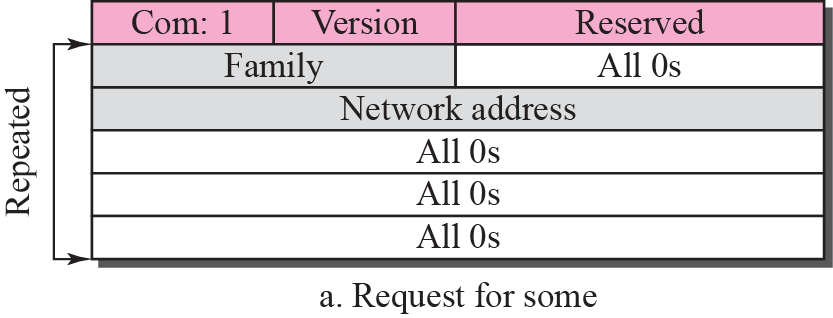 Com: 1 Version Reserved
Family All 0s
Network address
All 0s
All 0s
All 0s
Repeated
a. Request for some